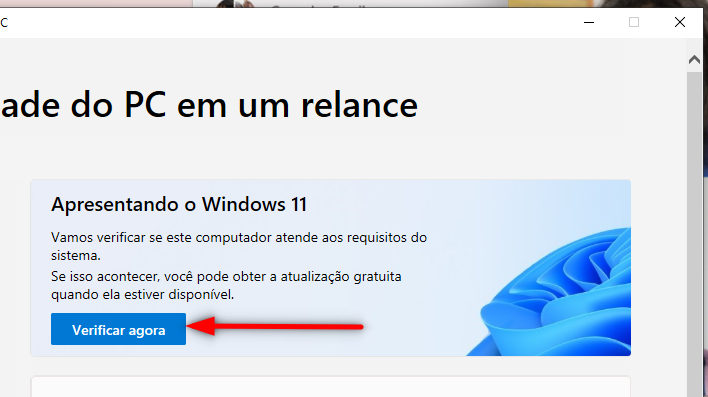 C
ade do PC em um relance
Apresentando o Windows 11
Vamos verificar se este computador atende aos requisitos do
sistema.
Se isso acontecer, você pode obter a atualização gratuita
quando ela estiver disponível.
Verificar agora